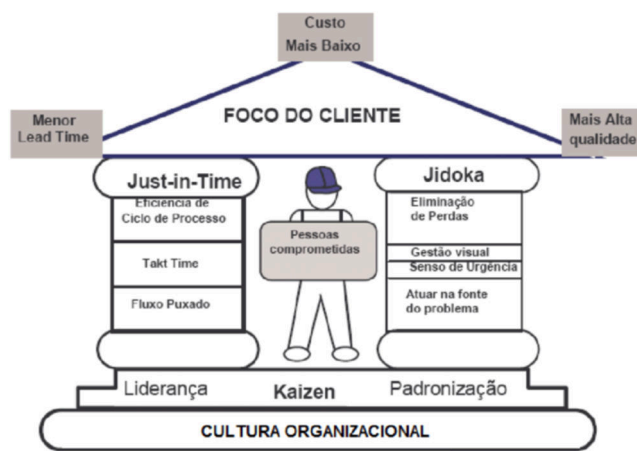 Custo
Mais Baixo
Menor
Lead Time
FOCO DO CLIENTE
Mais Alta
qualidade
Just-in-Time
Eficiência de
Ciclo de Processo
Takt Time
Fluxo Puxado
Pessoas
comprometidas
Jidoka
Eliminação
de Perdas
Gestão visual
Senso de Urgência
Atuar na fonte
do problema
Liderança
Kaizen
Padronização
CULTURA ORGANIZACIONAL